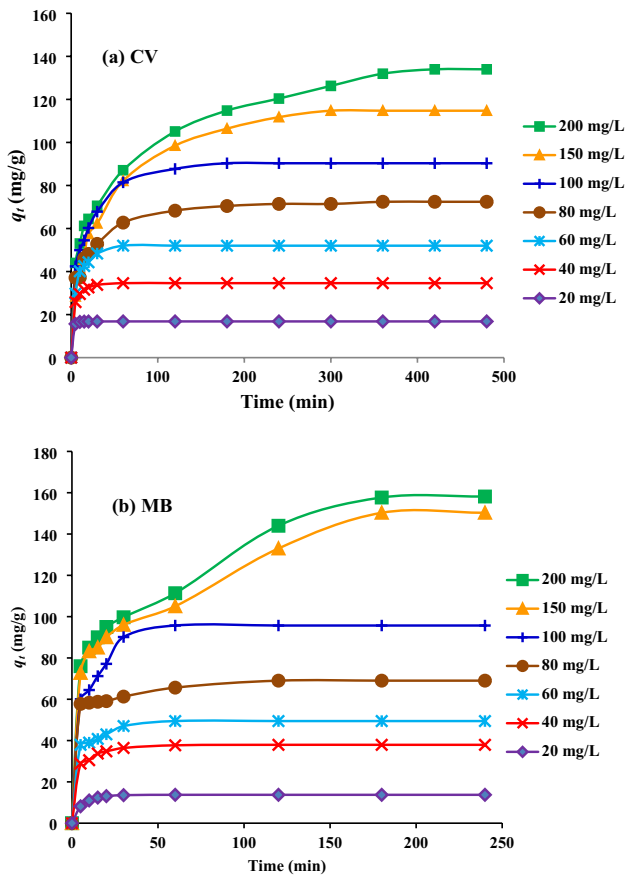 (a) CV
q_t (mg/g)
160
140
120
100
80
60
40
20
0
0 100 200 300 400 500
Time (min)
200 mg/L
150 mg/L
100 mg/L
80 mg/L
60 mg/L
40 mg/L
20 mg/L
(b) MB
q_t (mg/g)
180
160
140
120
100
80
60
40
20
0
0 50 100 150 200 250
Time (min)
200 mg/L
150 mg/L
100 mg/L
80 mg/L
60 mg/L
40 mg/L
20 mg/L